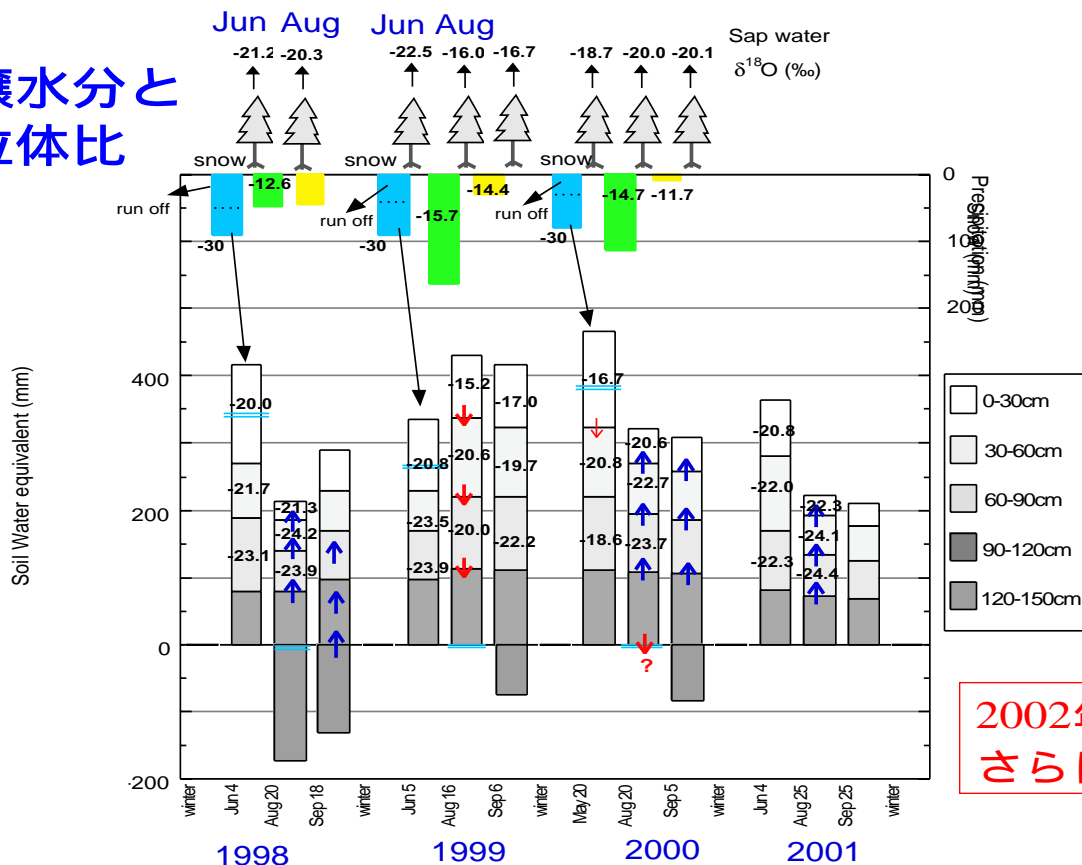 Jun Aug
Jun Aug
-21.2
-20.3
-22.5
-16.0
-16.7
-18.7
-20.0
-20.1
Sap water
δ18O (‰)
水分と
体比
snow
snow
snow
run off
run off
run off
-30
-12.6
-30
-15.7
-14.4
-30
-14.7
-11.7
0
100
200
Precipitation (mm)
Soil Water equivalent (mm)
400
200
0
-200
-20.0
-21.7
-23.1
-21.3
-24.2
-23.9
-20.8
-23.5
-23.9
-15.2
-20.6
-20.0
-17.0
-19.7
-22.2
-16.7
-20.8
-18.6
-20.6
-22.7
-23.7
?
-20.8
-22.0
-22.3
-22.3
-24.1
-24.4
0-30cm
30-60cm
60-90cm
90-120cm
120-150cm
2002
さら
winter
Jun 4
Aug 20
Sep 18
winter
Jun 5
Aug 16
Sep 6
winter
May 20
Aug 20
Sep 5
winter
Jun 4
Aug 25
Sep 25
winter
1998
1999
2000
2001